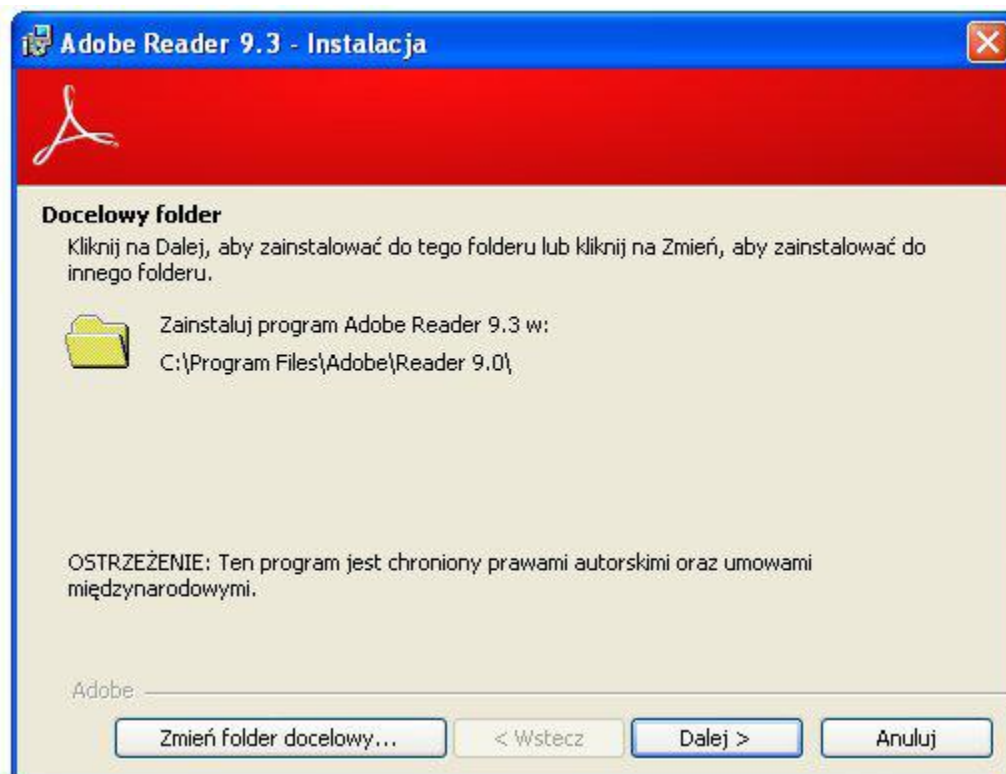 Adobe Reader 9.3 - Instalacja
Docelowy folder
Kliknij na Dalej, aby zainstalować do tego folderu lub kliknij na Zmień, aby zainstalować do
innego folderu.
Zainstaluj program Adobe Reader 9.3 w:
C:\Program Files\Adobe\Reader 9.0\
OSTRZEŻENIE: Ten program jest chroniony prawami autorskimi oraz umowami
międzynarodowymi.
Adobe
Zmień folder docelowy... < Wstecz Dalej > Anuluj